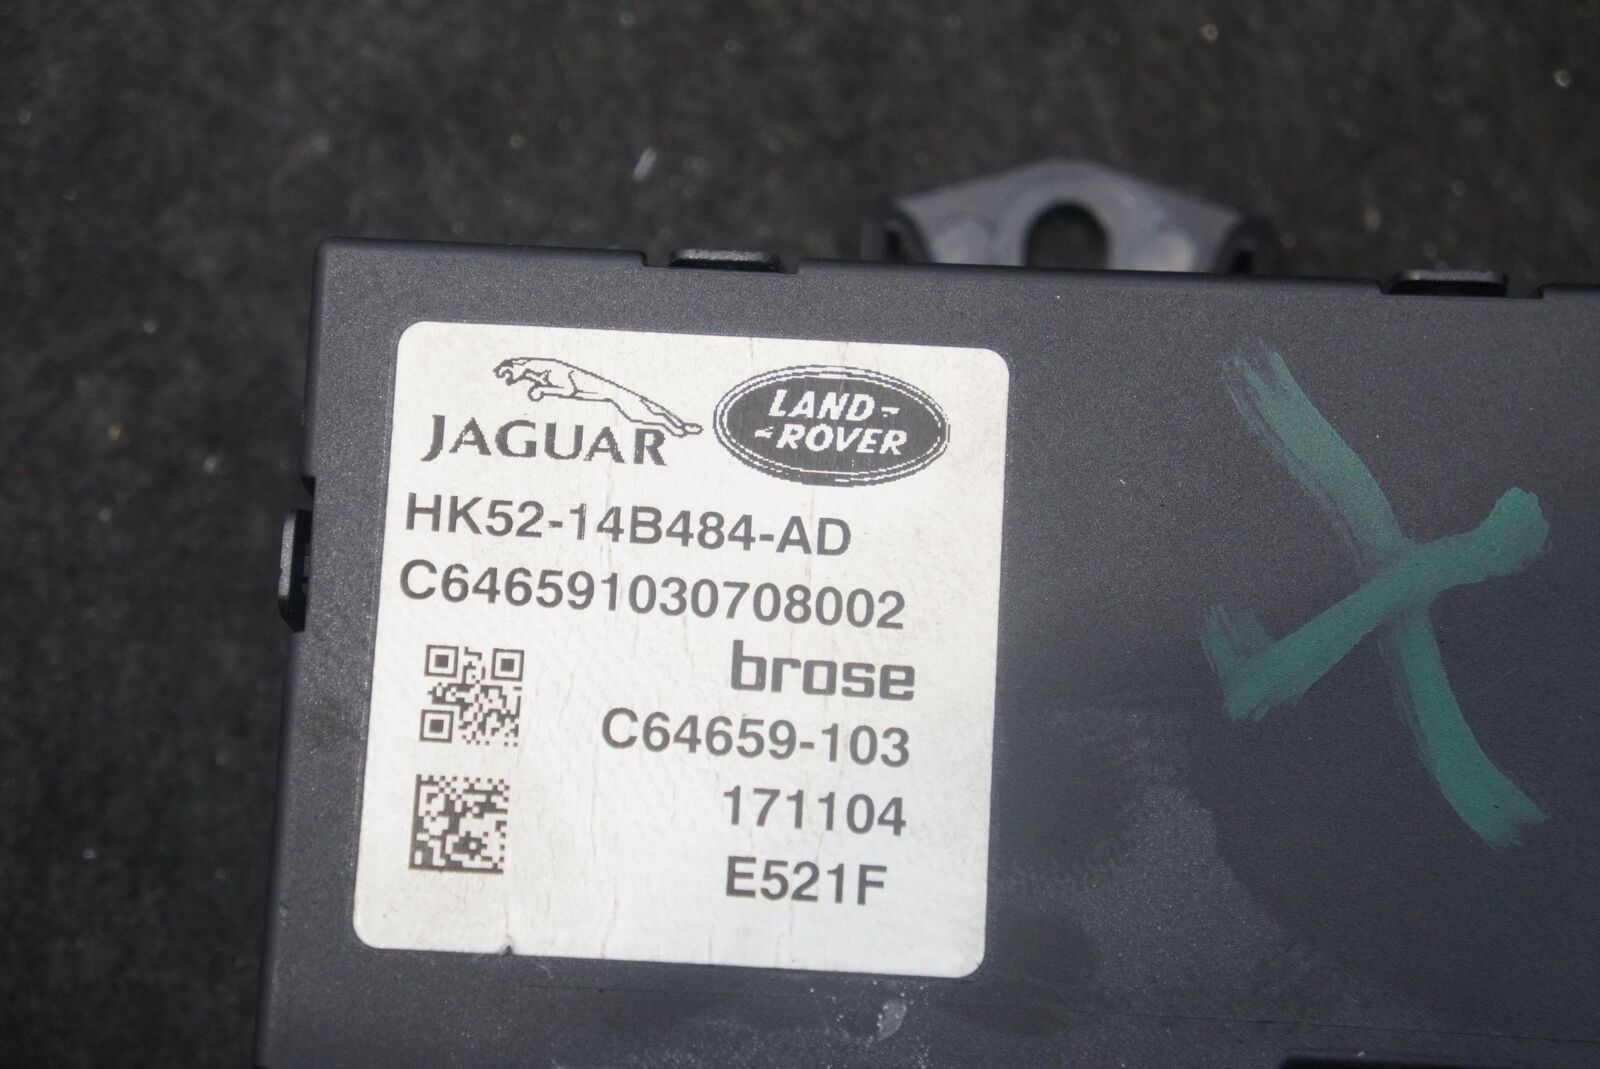 JAGUAR
LAND-
-ROVER
HK52-14B484-AD
C646591030708002
brose
C64659-103
171104
E521F